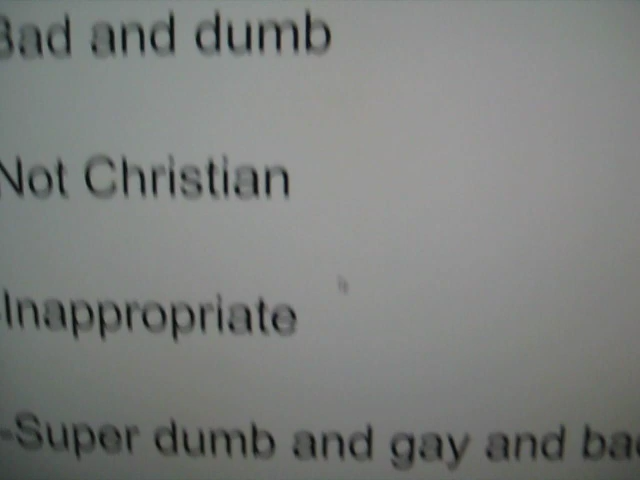 Bad and dumb
Not Christian
-Inappropriate
-Super dumb and gay and